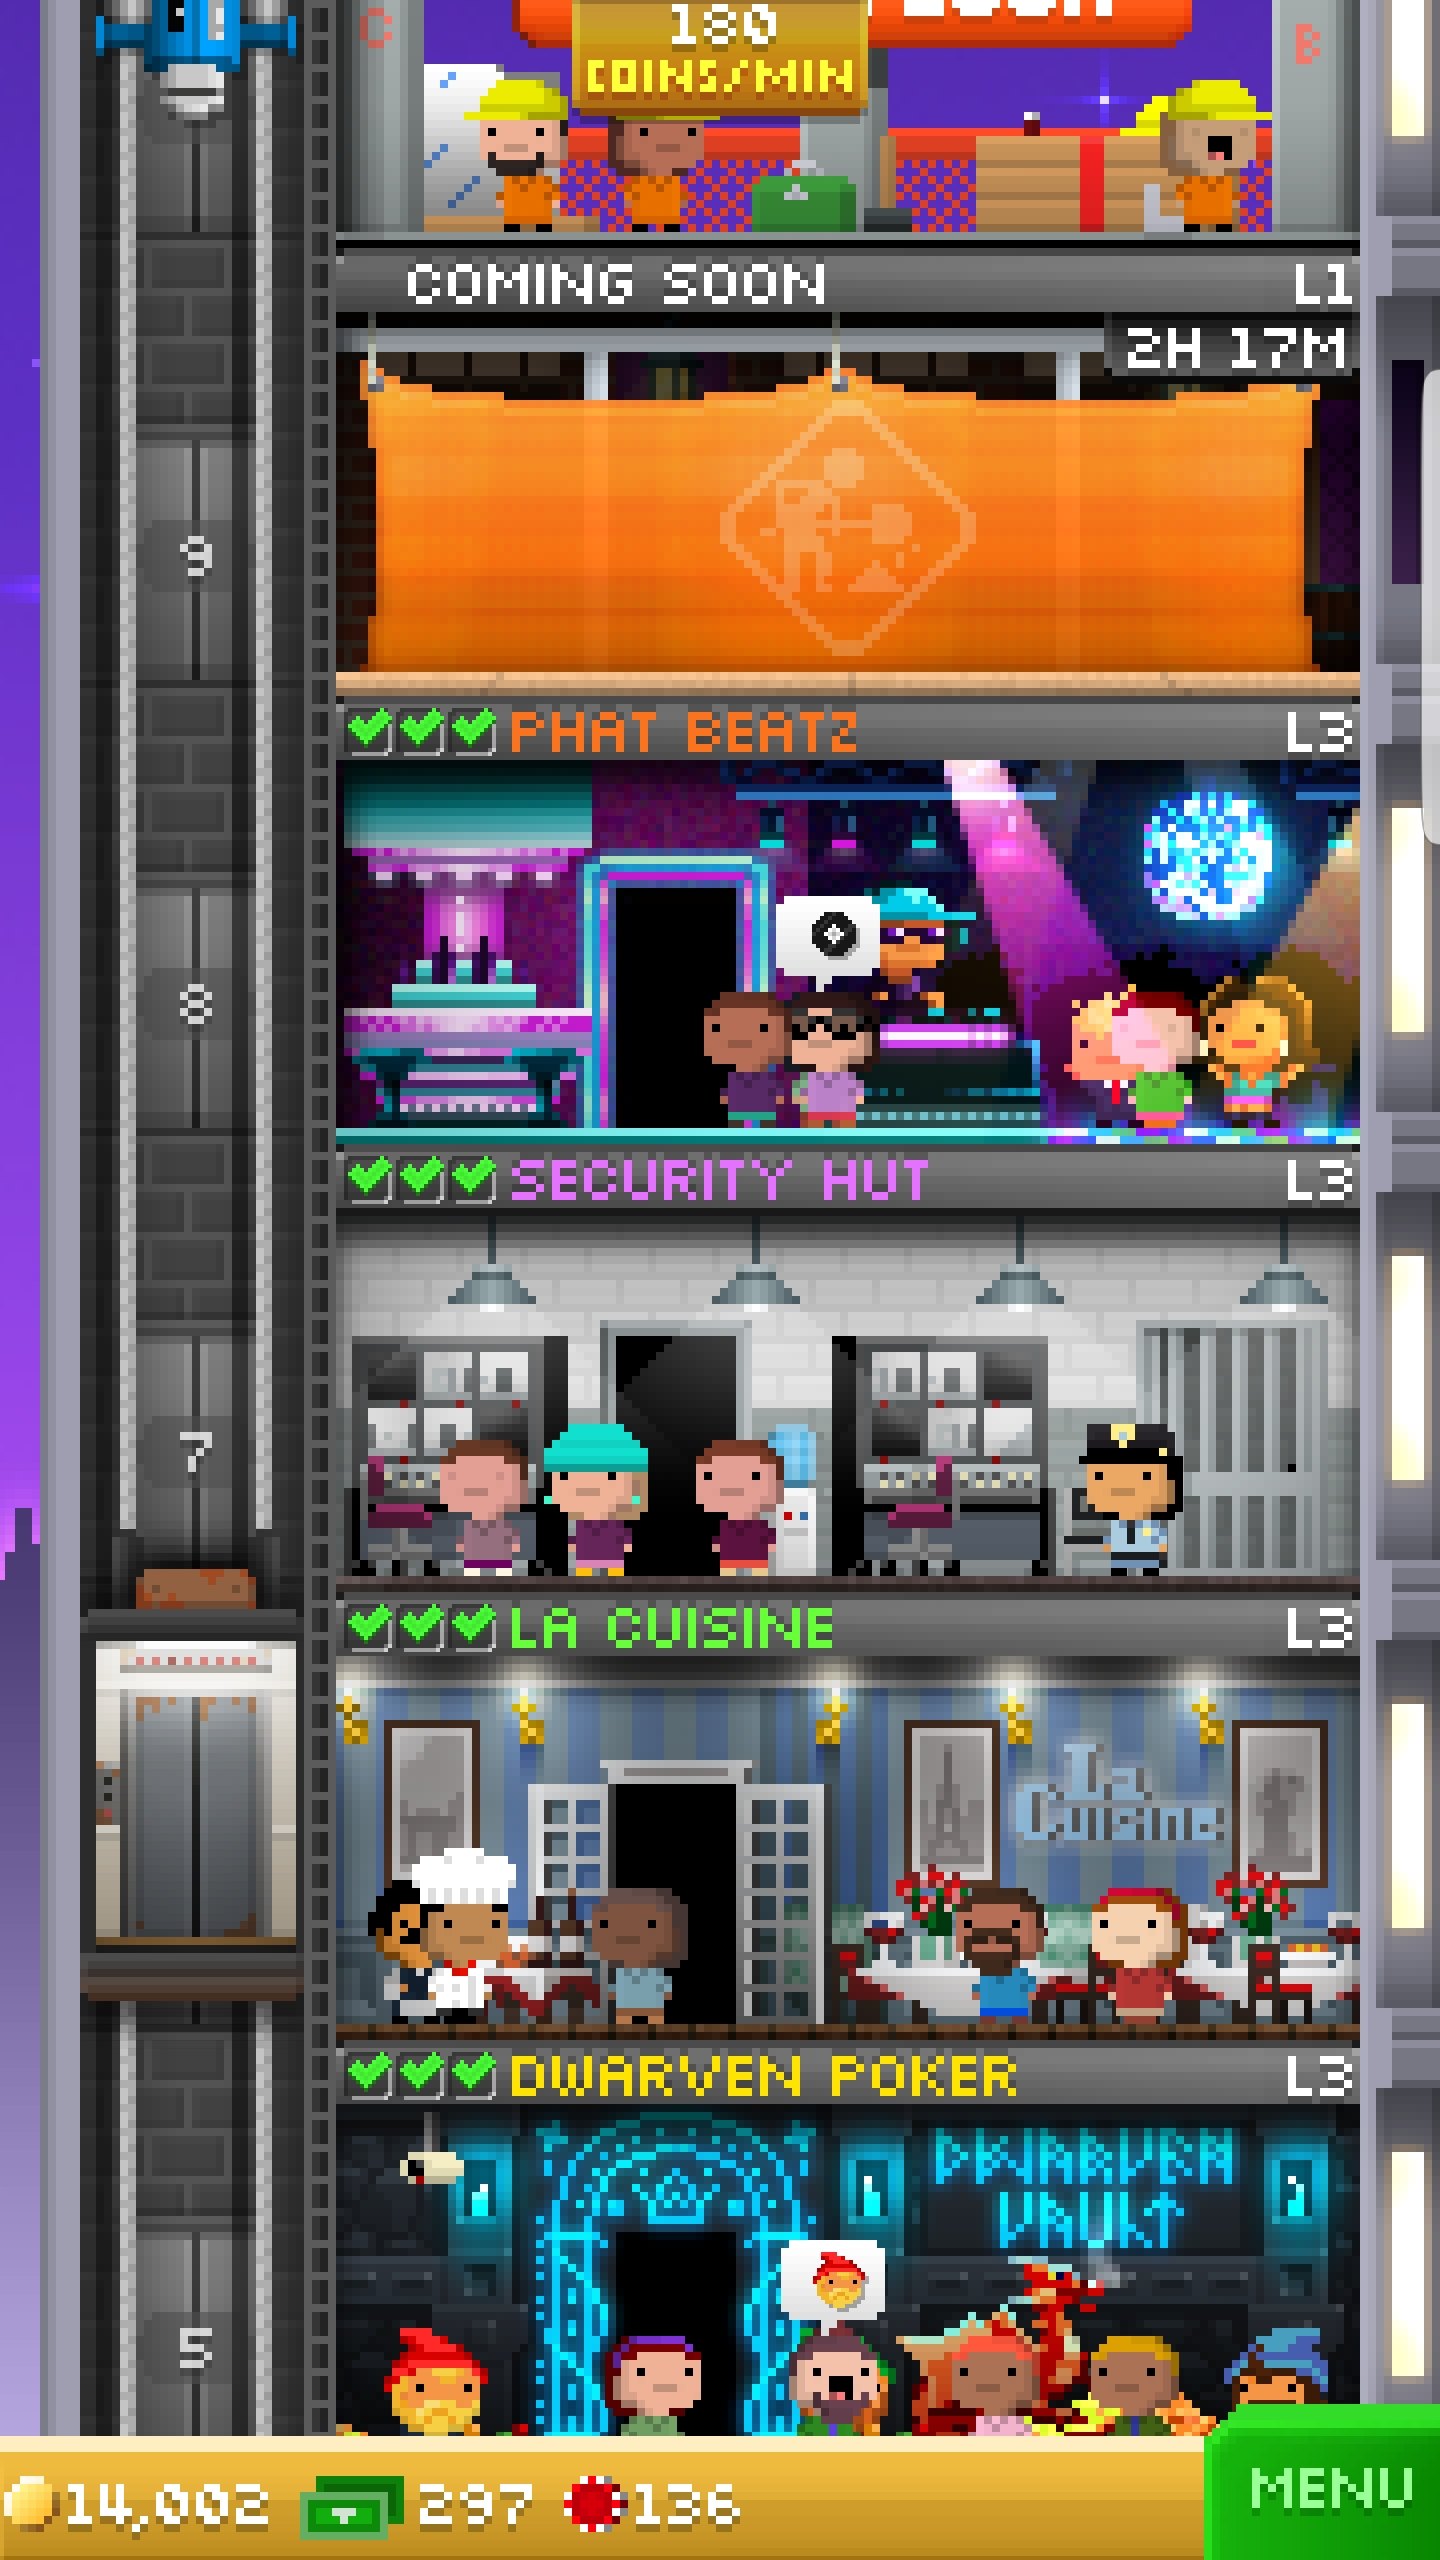 C
180
COINS/MIN
B
COMING SOON
L1
2H 17M
9
PHAT BEATZ
L3
8
SECURITY HUT
L3
7
LA CUISINE
L3
La
Cuisine
DWARVEN POKER
L3
DWARVEN
VAULT
5
14,002
297
136
MENU